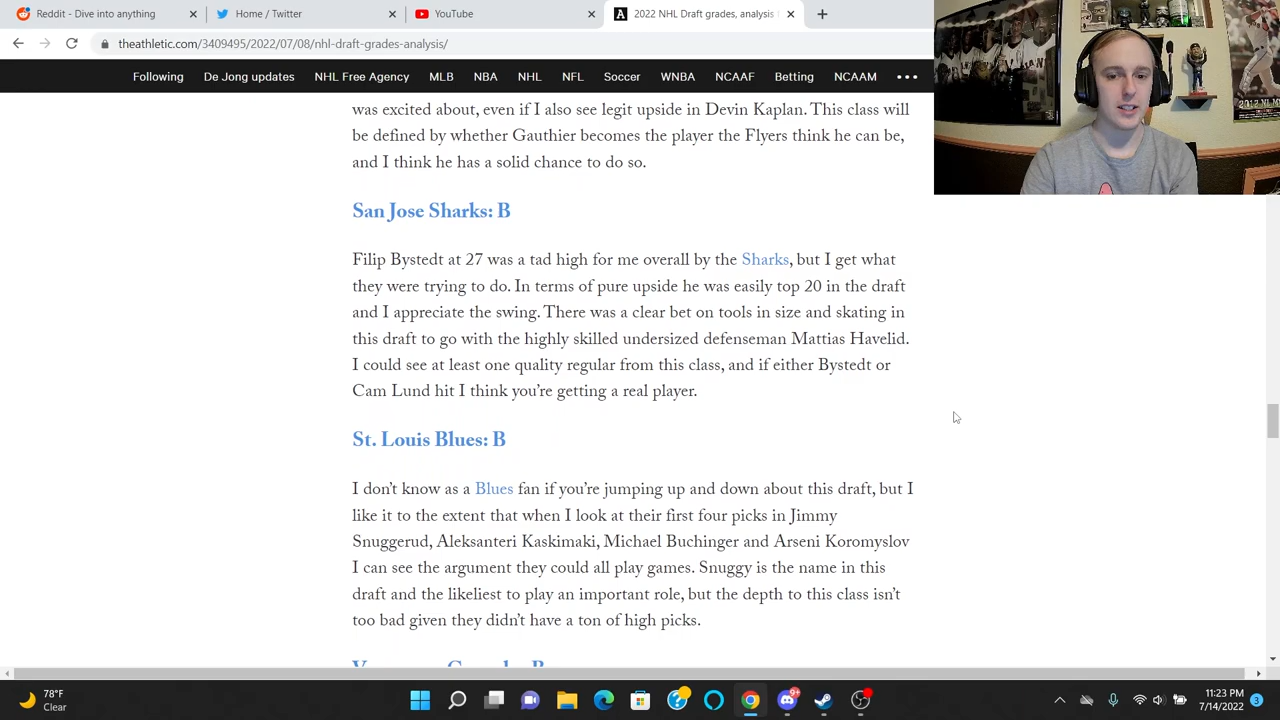 Reddit - Dive into anything
Home / Twitter
YouTube
2022 NHL Draft grades, analysis
theathletic.com/3409495/2022/07/08/nhl-draft-grades-analysis/
Following De Jong updates NHL Free Agency MLB NBA NHL NFL Soccer WNBA NCAAF Betting NCAAM
was excited about, even if I also see legit upside in Devin Kaplan. This class will
be defined by whether Gauthier becomes the player the Flyers think he can be,
and I think he has a solid chance to do so.
San Jose Sharks: B
Filip Bystedt at 27 was a tad high for me overall by the Sharks, but I get what
they were trying to do. In terms of pure upside he was easily top 20 in the draft
and I appreciate the swing. There was a clear bet on tools in size and skating in
this draft to go with the highly skilled undersized defenseman Mattias Havelid.
I could see at least one quality regular from this class, and if either Bystedt or
Cam Lund hit I think you're getting a real player.
St. Louis Blues: B
I don't know as a Blues fan if you're jumping up and down about this draft, but I
like it to the extent that when I look at their first four picks in Jimmy
Snuggerud, Aleksanteri Kaskimaki, Michael Buchinger and Arseni Koromyslov
I can see the argument they could all play games. Snuggy is the name in this
draft and the likeliest to play an important role, but the depth to this class isn't
too bad given they didn't have a ton of high picks.
78°F
Clear
11:23 PM
7/14/2022
3